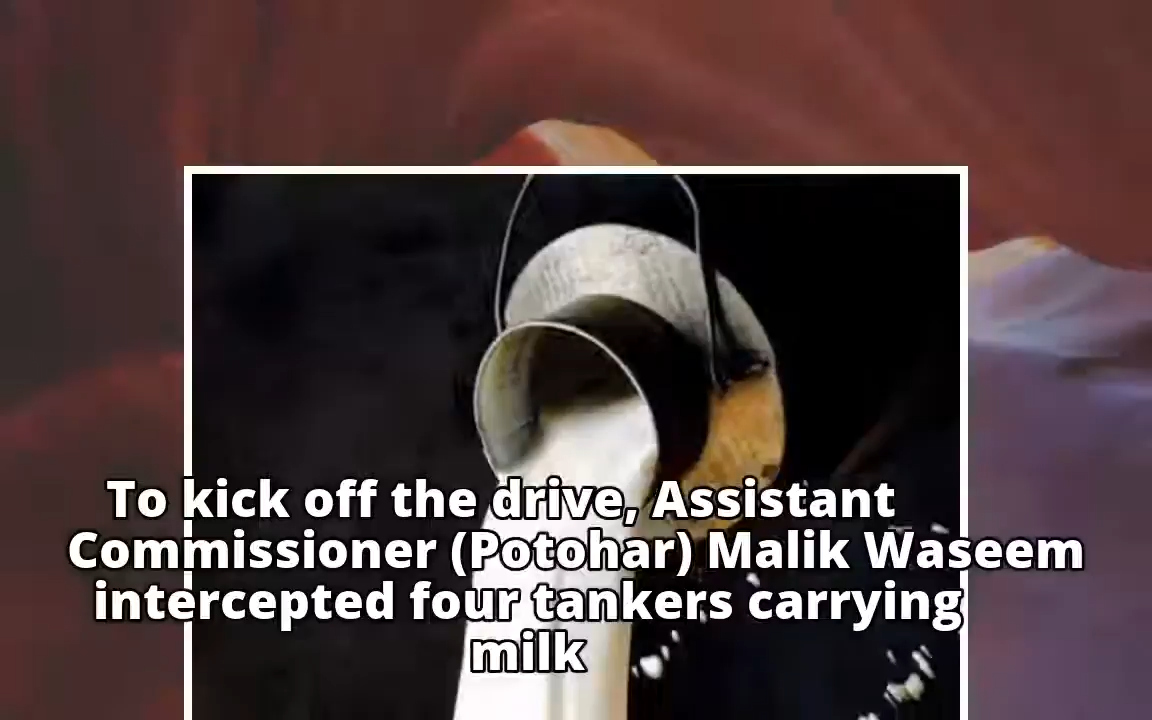 To kick off the drive, Assistant
Commissioner (Potohar) Malik Waseem
intercepted four tankers carrying
milk